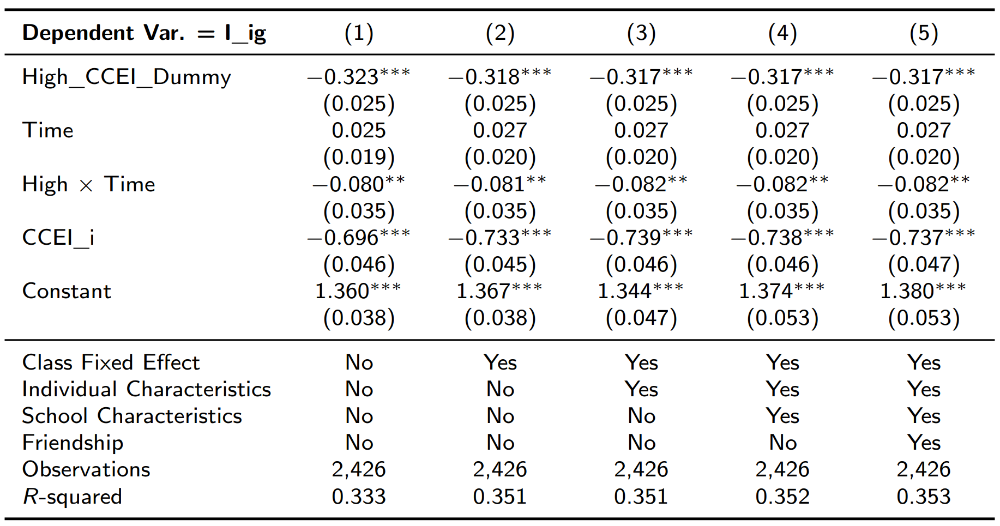 Dependent Var. = I_ig (1) (2) (3) (4) (5)
High_CCEI_Dummy −0.323*** −0.318*** −0.317*** −0.317*** −0.317***
(0.025) (0.025) (0.025) (0.025) (0.025)
Time 0.025 0.027 0.027 0.027 0.027
(0.019) (0.020) (0.020) (0.020) (0.020)
High × Time −0.080** −0.081** −0.082** −0.082** −0.082**
(0.035) (0.035) (0.035) (0.035) (0.035)
CCEI_i −0.696*** −0.733*** −0.739*** −0.738*** −0.737***
(0.046) (0.045) (0.046) (0.046) (0.047)
Constant 1.360*** 1.367*** 1.344*** 1.374*** 1.380***
(0.038) (0.038) (0.047) (0.053) (0.053)
Class Fixed Effect No Yes Yes Yes Yes
Individual Characteristics No No Yes Yes Yes
School Characteristics No No No Yes Yes
Friendship No No No No Yes
Observations 2,426 2,426 2,426 2,426 2,426
R-squared 0.333 0.351 0.351 0.352 0.353